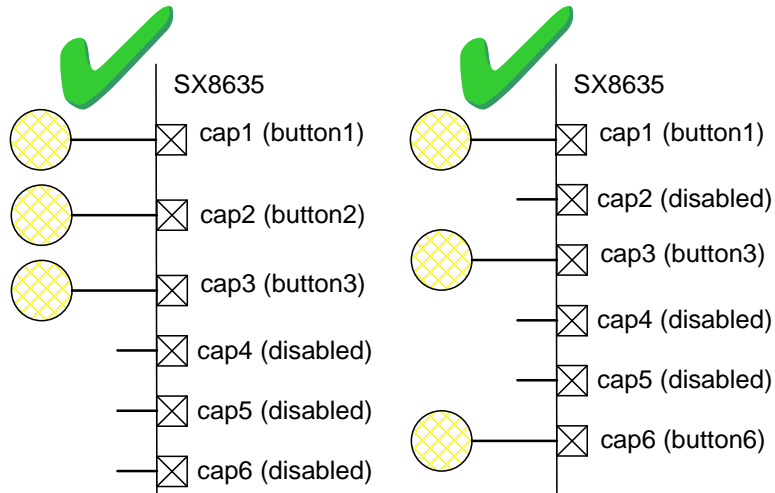 SX8635
cap1 (button1)
cap2 (button2)
cap3 (button3)
cap4 (disabled)
cap5 (disabled)
cap6 (disabled)
SX8635
cap1 (button1)
cap2 (disabled)
cap3 (button3)
cap4 (disabled)
cap5 (disabled)
cap6 (button6)